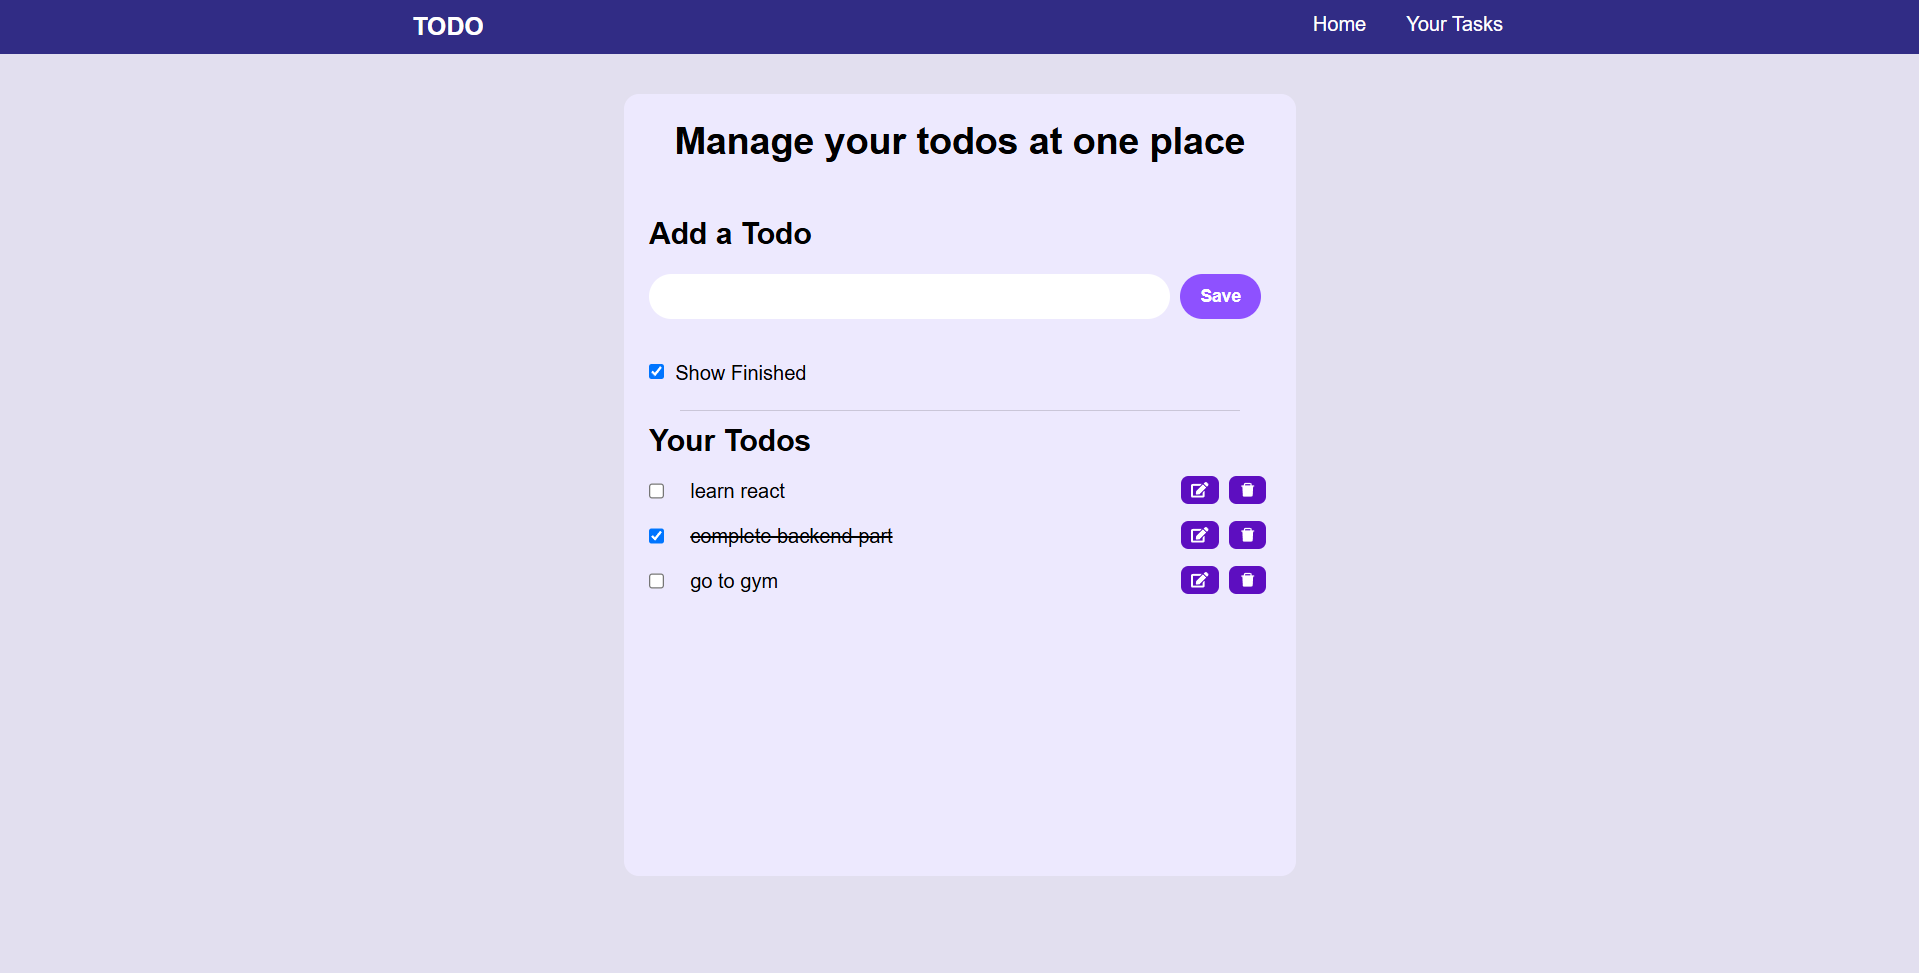 TODO Home Your Tasks
Manage your todos at one place
Add a Todo
Save
Show Finished
Your Todos
learn react
complete backend part
go to gym